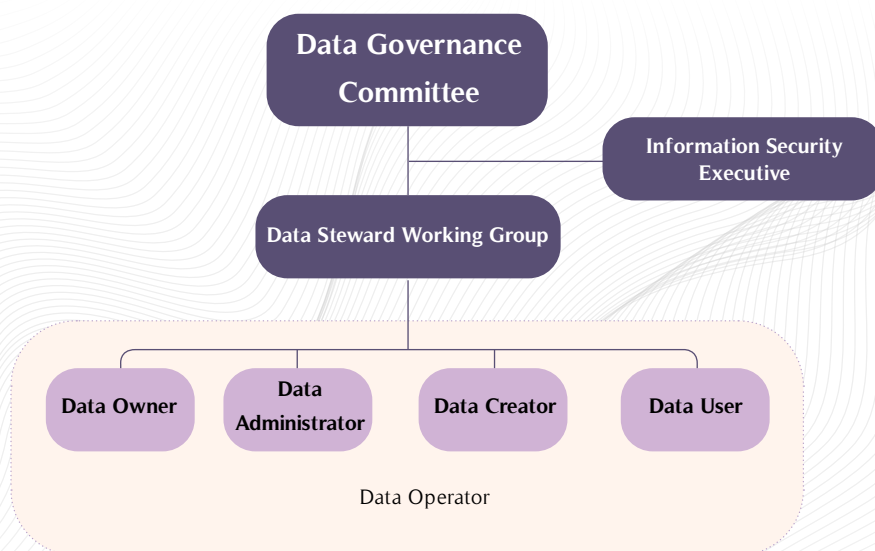 Data Governance
Committee
Information Security
Executive
Data Steward Working Group
Data Owner
Data
Administrator
Data Creator
Data User
Data Operator